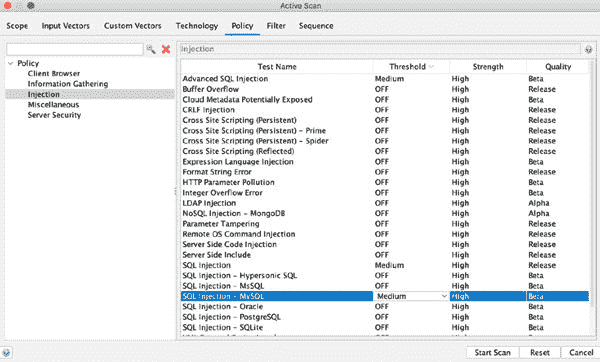 Active Scan
Scope Input Vectors Custom Vectors Technology Policy Filter Sequence
Policy
Client Browser
Information Gathering
Injection
Miscellaneous
Server Security
Injection
Test Name Threshold Strength Quality
Advanced SQL Injection Medium High Beta
Buffer Overflow OFF High Release
Cloud Metadata Potentially Exposed OFF High Beta
CRLF Injection OFF High Release
Cross Site Scripting (Persistent) OFF High Release
Cross Site Scripting (Persistent) - Prime OFF High Release
Cross Site Scripting (Persistent) - Spider OFF High Release
Cross Site Scripting (Reflected) OFF High Release
Expression Language Injection OFF High Beta
Format String Error OFF High Release
HTTP Parameter Pollution OFF High Beta
Integer Overflow Error OFF High Beta
LDAP Injection OFF High Alpha
NoSQL Injection - MongoDB OFF High Alpha
Parameter Tampering OFF High Release
Remote OS Command Injection OFF High Release
Server Side Code Injection OFF High Release
Server Side Include OFF High Release
SQL Injection Medium High Release
SQL Injection - Hypersonic SQL OFF High Beta
SQL Injection - MsSQL OFF High Beta
SQL Injection - MySQL Medium High Beta
SQL Injection - Oracle OFF High Beta
SQL Injection - PostgreSQL OFF High Beta
SQL Injection - SQLite OFF High Beta
Start Scan Reset Cancel